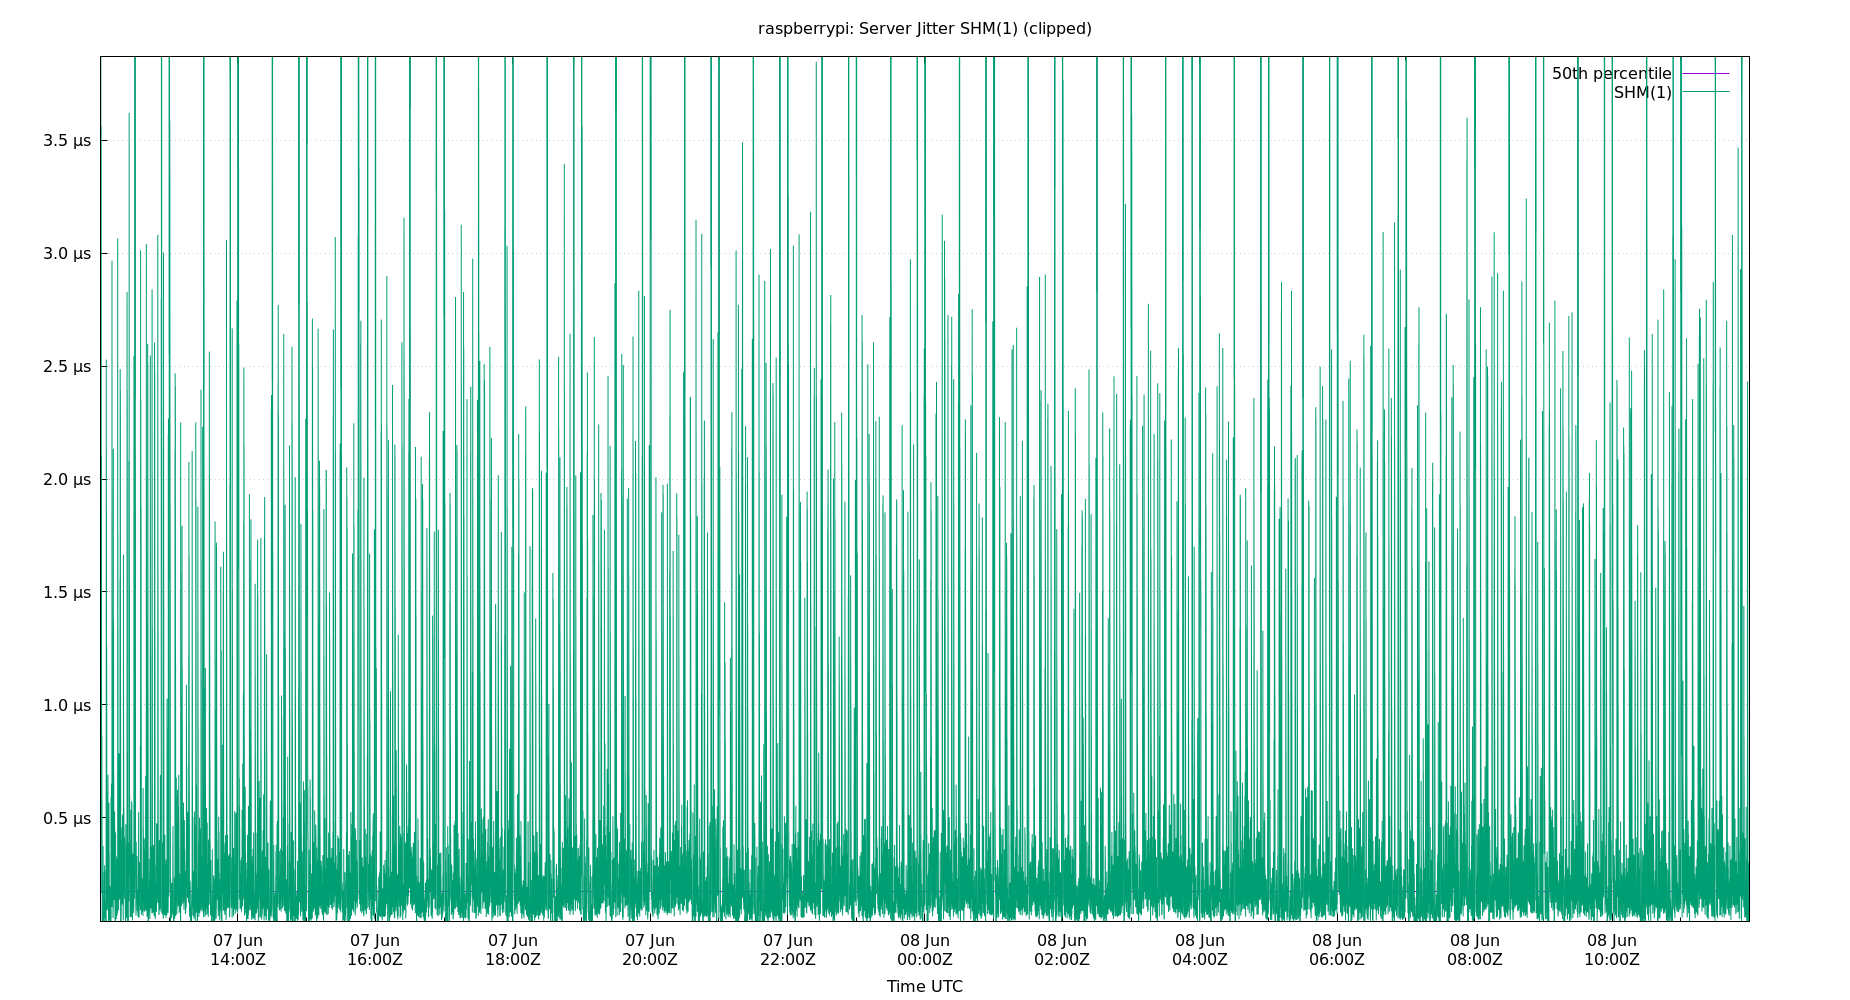 raspberrypi: Server Jitter SHM(1) (clipped)
50th percentile
SHM(1)
3.5 µs
3.0 µs
2.5 µs
2.0 µs
1.5 µs
1.0 µs
0.5 µs
07 Jun 07 Jun 07 Jun 07 Jun 07 Jun 08 Jun 08 Jun 08 Jun 08 Jun 08 Jun 08 Jun
14:00Z 16:00Z 18:00Z 20:00Z 22:00Z 00:00Z 02:00Z 04:00Z 06:00Z 08:00Z 10:00Z
Time UTC